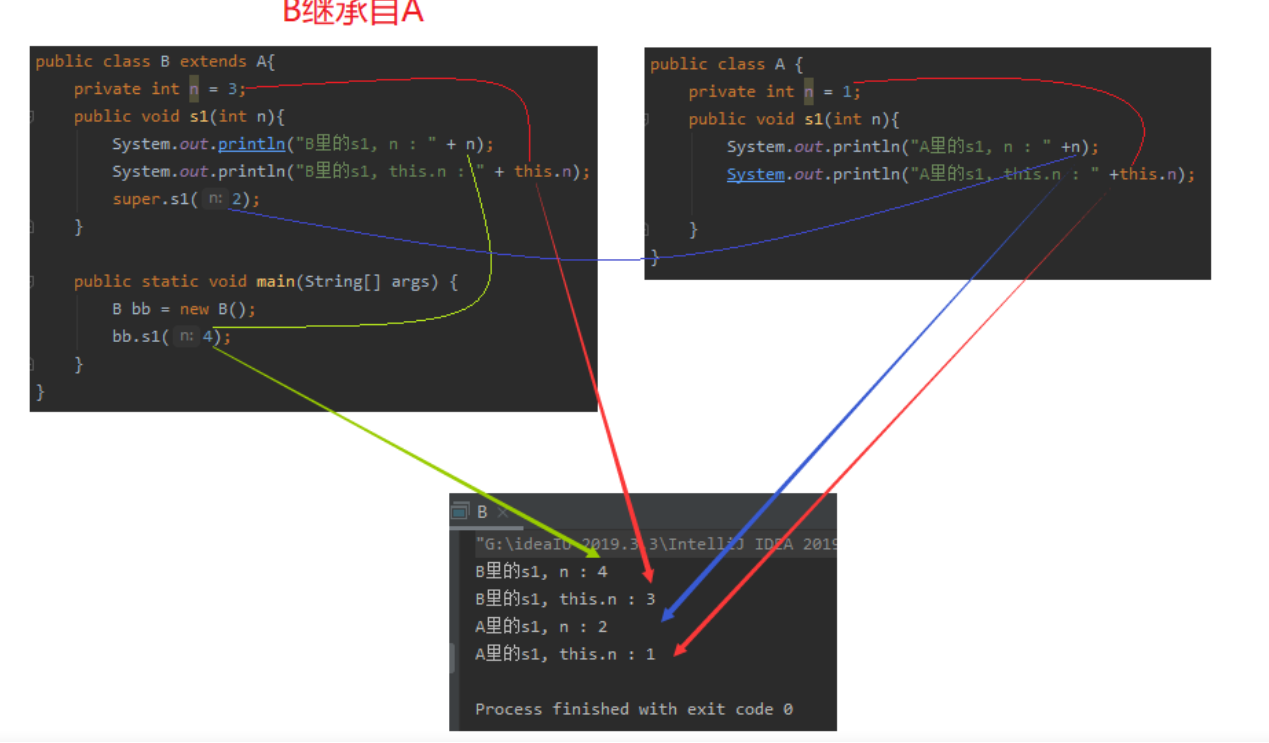 B继承自A
public class B extends A{
private int n = 3;
public void s1(int n){
System.out.println("B里的s1, n : " + n);
System.out.println("B里的s1, this.n : " + this.n);
super.s1( n: 2);
}
public static void main(String[] args) {
B bb = new B();
bb.s1( n: 4);
}
}
public class A {
private int n = 1;
public void s1(int n){
System.out.println("A里的s1, n : " +n);
System.out.println("A里的s1, this.n : " +this.n);
}
}
B ×
"G:\ideaIU 2019.3.3\IntelliJ IDEA 2019
B里的s1, n : 4
B里的s1, this.n : 3
A里的s1, n : 2
A里的s1, this.n : 1
Process finished with exit code 0